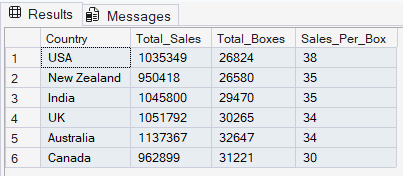 Results Messages
Country Total_Sales Total_Boxes Sales_Per_Box
1 USA 1035349 26824 38
2 New Zealand 950418 26580 35
3 India 1045800 29470 35
4 UK 1051792 30265 34
5 Australia 1137367 32647 34
6 Canada 962899 31221 30